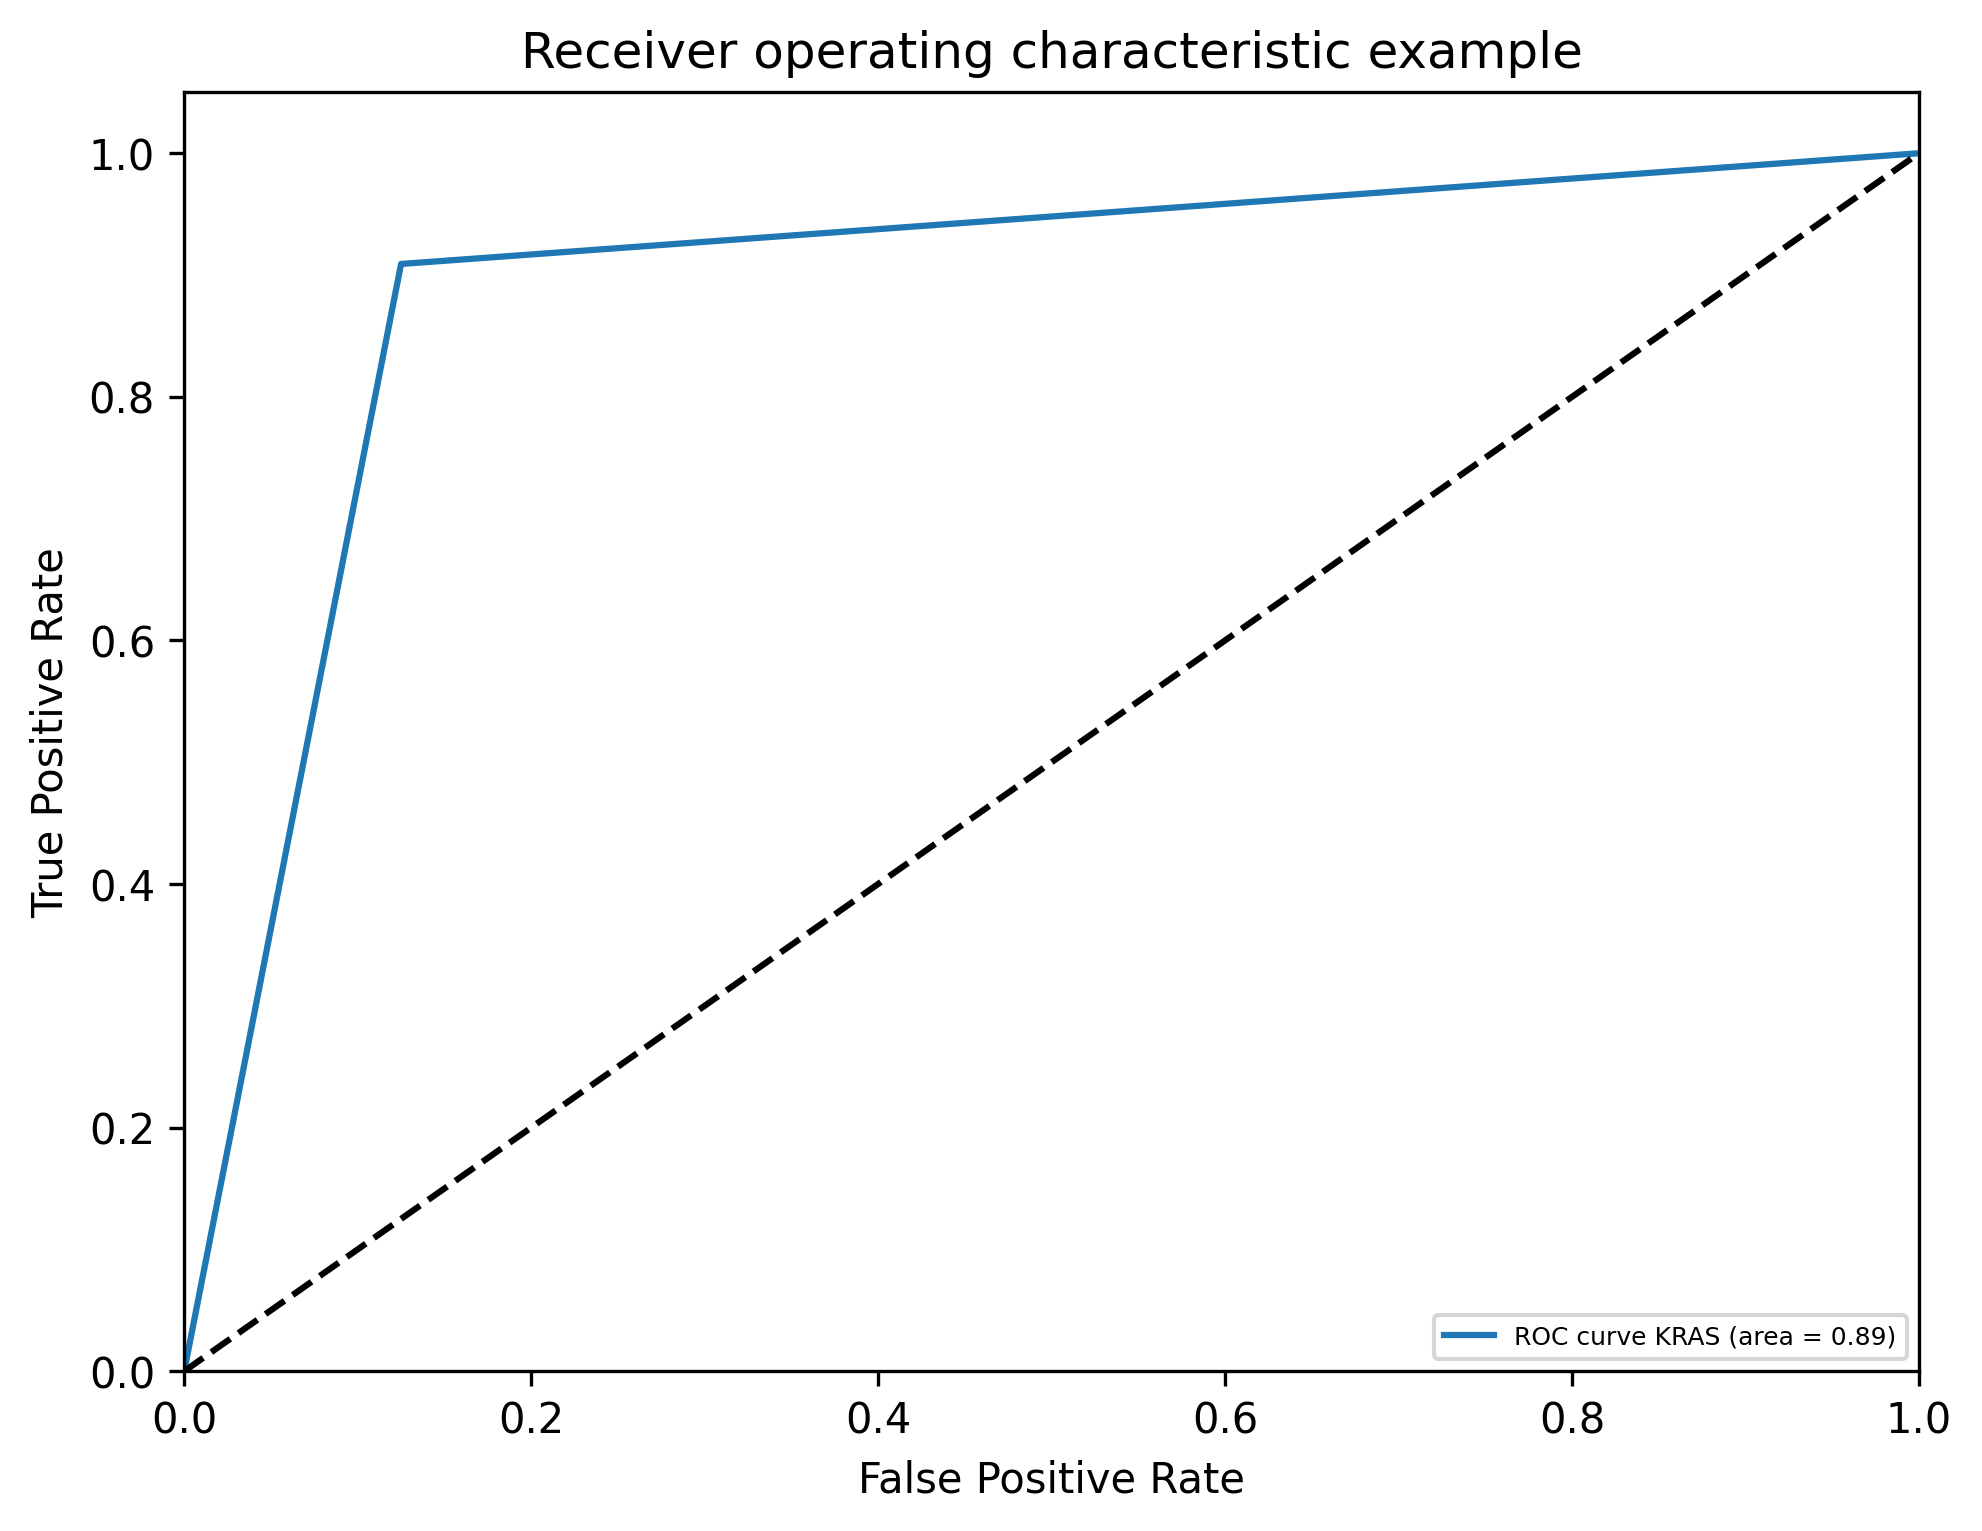 Receiver operating characteristic example
True Positive Rate
1.0
0.8
0.6
0.4
0.2
0.0
ROC curve KRAS (area = 0.89)
0.0 0.2 0.4 0.6 0.8 1.0
False Positive Rate